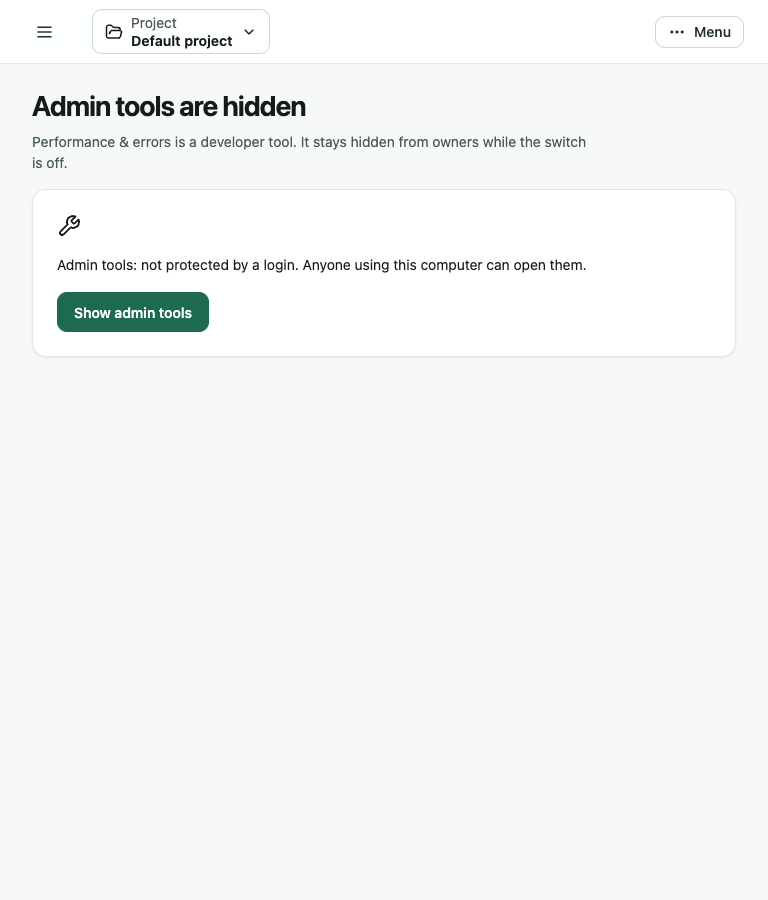 Project
Default project
Menu
Admin tools are hidden
Performance & errors is a developer tool. It stays hidden from owners while the switch
is off.
Admin tools: not protected by a login. Anyone using this computer can open them.
Show admin tools